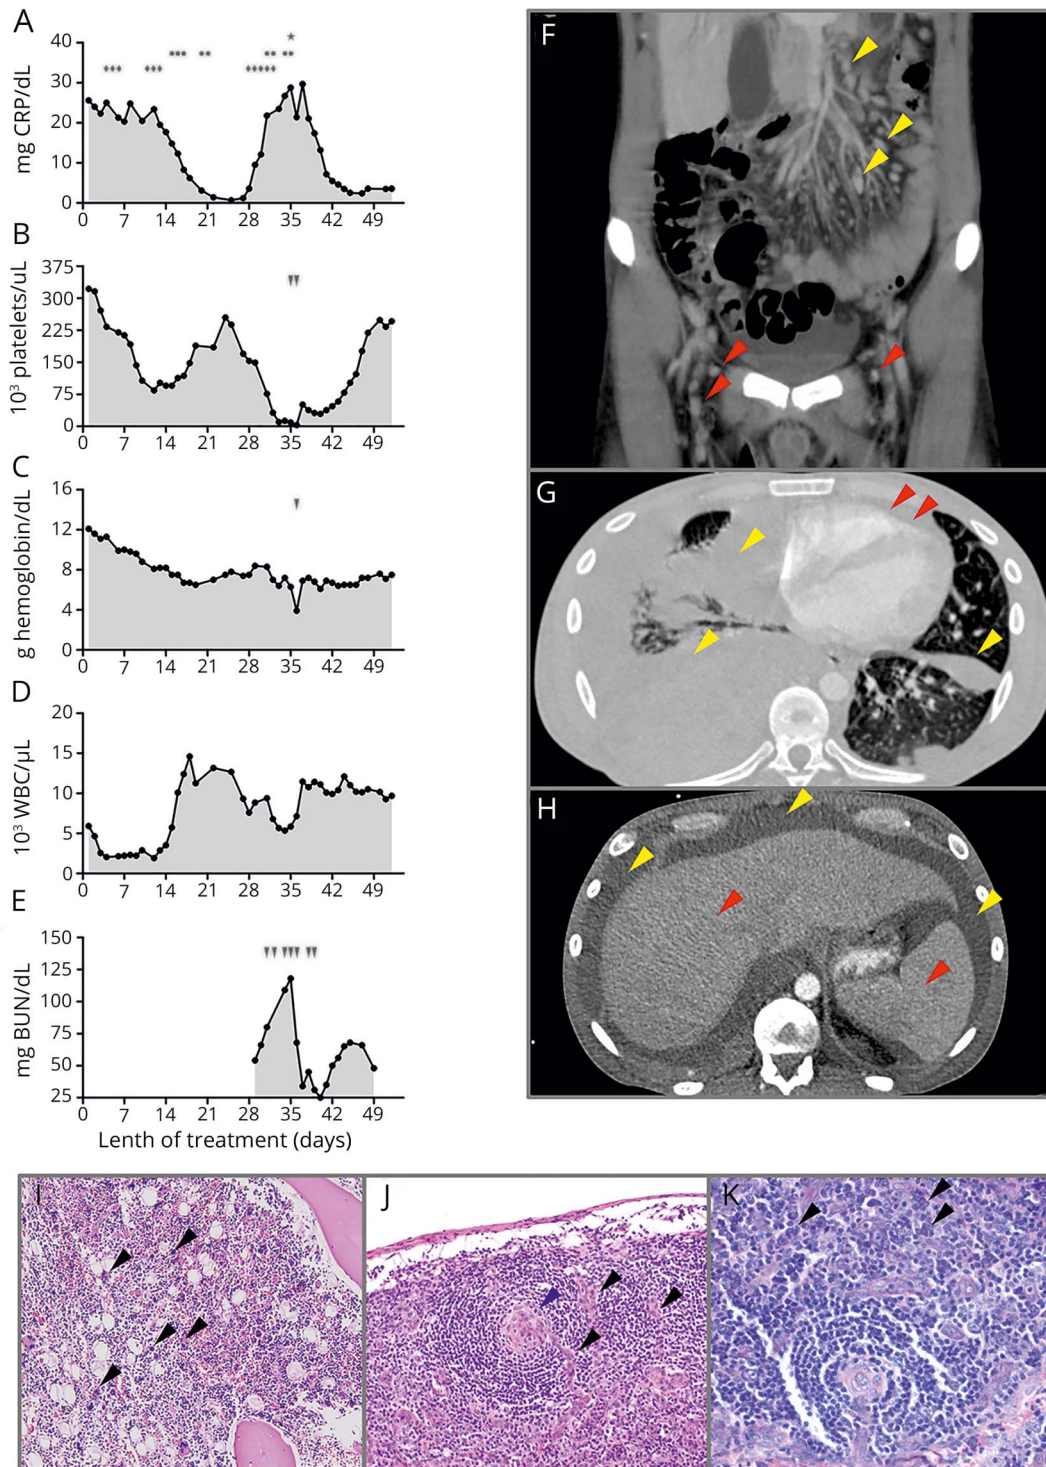 A
40
30
20
10
0
mg CRP/dL
0 7 14 21 28 35 42 49
B
375
300
225
150
75
0
10³ platelets/uL
0 7 14 21 28 35 42 49
C
16
12
8
4
0
g hemoglobin/dL
0 7 14 21 28 35 42 49
D
20
15
10
5
0
10³ WBC/µL
0 7 14 21 28 35 42 49
E
150
125
100
75
50
25
mg BUN/dL
0 7 14 21 28 35 42 49
Lenth of treatment (days)
F
G
H
I
J
K